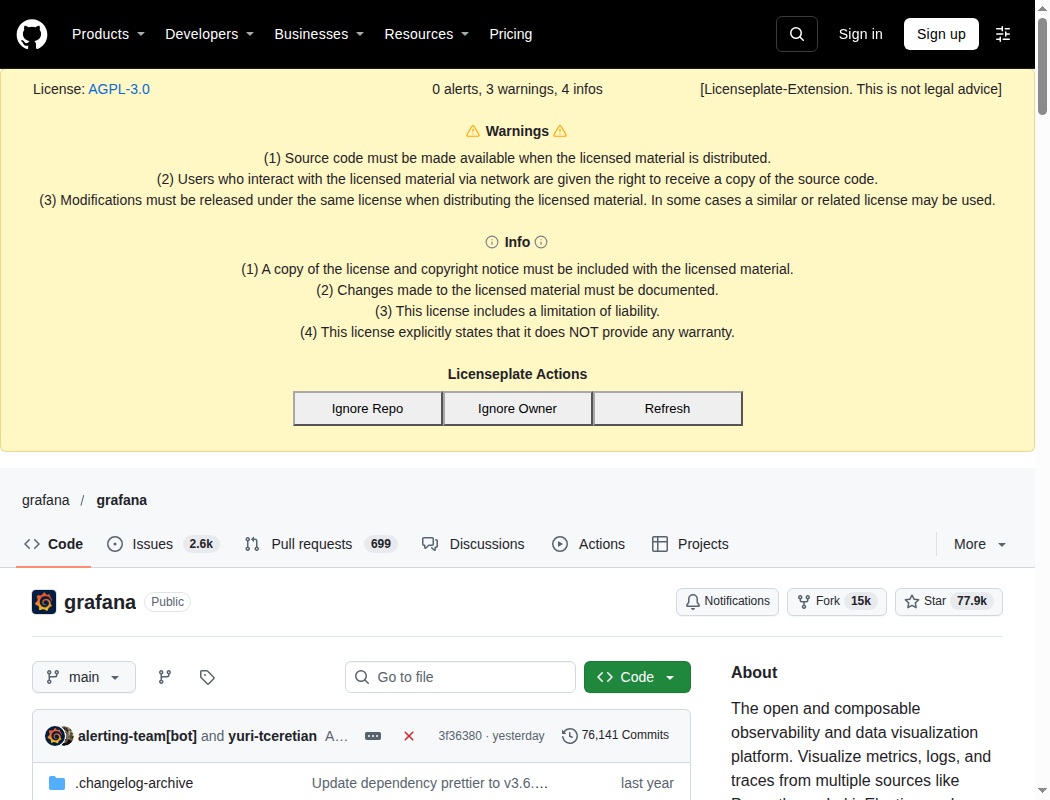 Products Developers Businesses Resources Pricing Sign in Sign up
License: AGPL-3.0 0 alerts, 3 warnings, 4 infos [Licenseplate-Extension. This is not legal advice]
Warnings
(1) Source code must be made available when the licensed material is distributed.
(2) Users who interact with the licensed material via network are given the right to receive a copy of the source code.
(3) Modifications must be released under the same license when distributing the licensed material. In some cases a similar or related license may be used.
Info
(1) A copy of the license and copyright notice must be included with the licensed material.
(2) Changes made to the licensed material must be documented.
(3) This license includes a limitation of liability.
(4) This license explicitly states that it does NOT provide any warranty.
Licenseplate Actions
Ignore Repo Ignore Owner Refresh
grafana / grafana
Code Issues 2.6k Pull requests 699 Discussions Actions Projects More
grafana Public Notifications Fork 15k Star 77.9k
main Go to file Code
alerting-team[bot] and yuri-tceretian A… 3f36380 · yesterday 76,141 Commits
.changelog-archive Update dependency prettier to v3.6.… last year
About
The open and composable
observability and data visualization
platform. Visualize metrics, logs, and
traces from multiple sources like